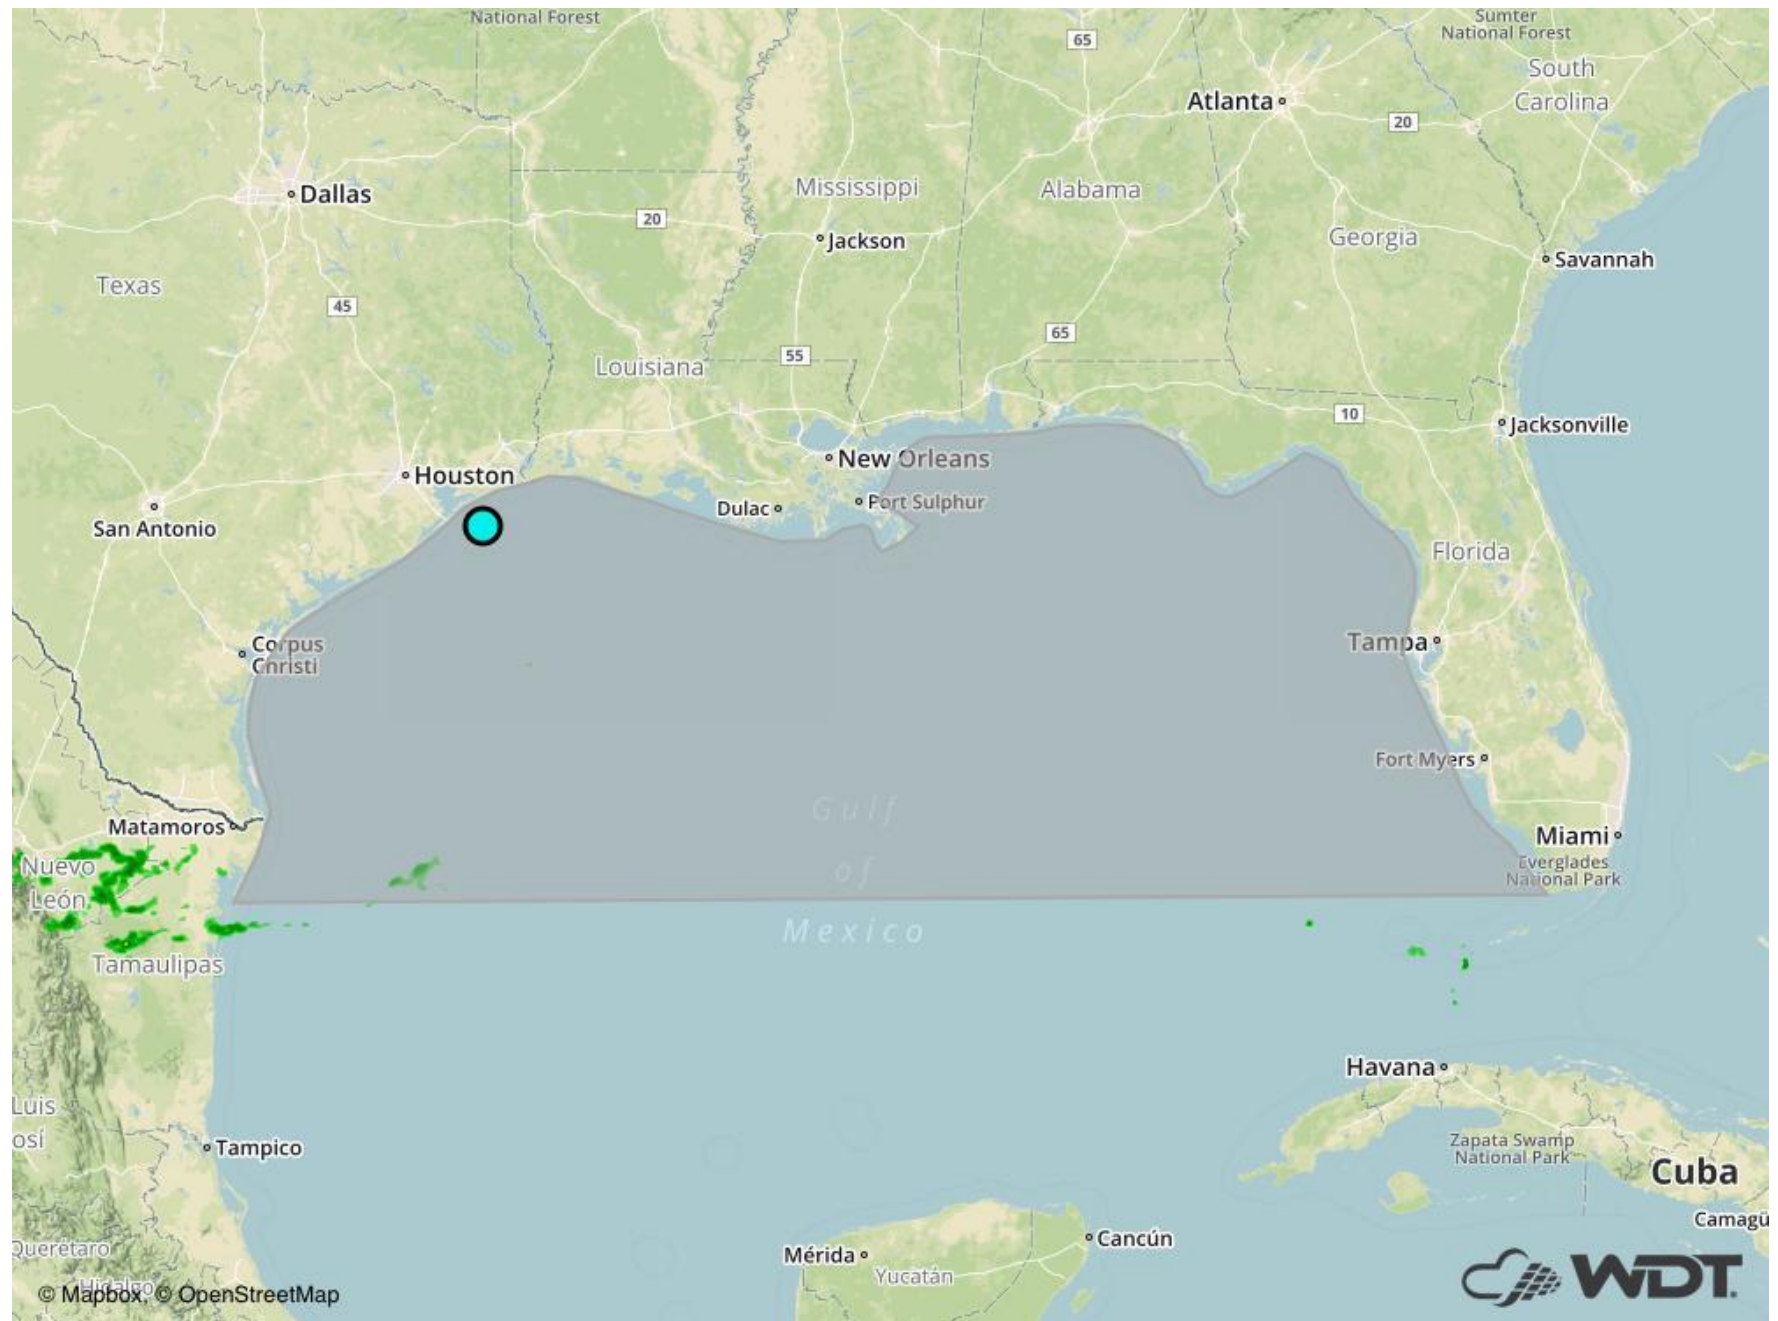 National Forest
65
Sumter
National Forest
South
Carolina
Atlanta
20
Dallas
Mississippi
Alabama
20
Georgia
Jackson
Savannah
Texas
45
65
55
Louisiana
10
Jacksonville
New Orleans
Houston
Dulac
Port Sulphur
San Antonio
Florida
Corpus
Christi
Tampa
Fort Myers
Gulf
of
Mexico
Matamoros
Miami
Everglades
National Park
Nuevo
León
Tamaulipas
Havana
Luis
osí
Tampico
Zapata Swamp
National Park
Cuba
Camagü
Cancún
Mérida
Yucatán
Querétaro
Hidalgo
© Mapbox, © OpenStreetMap
WDT.